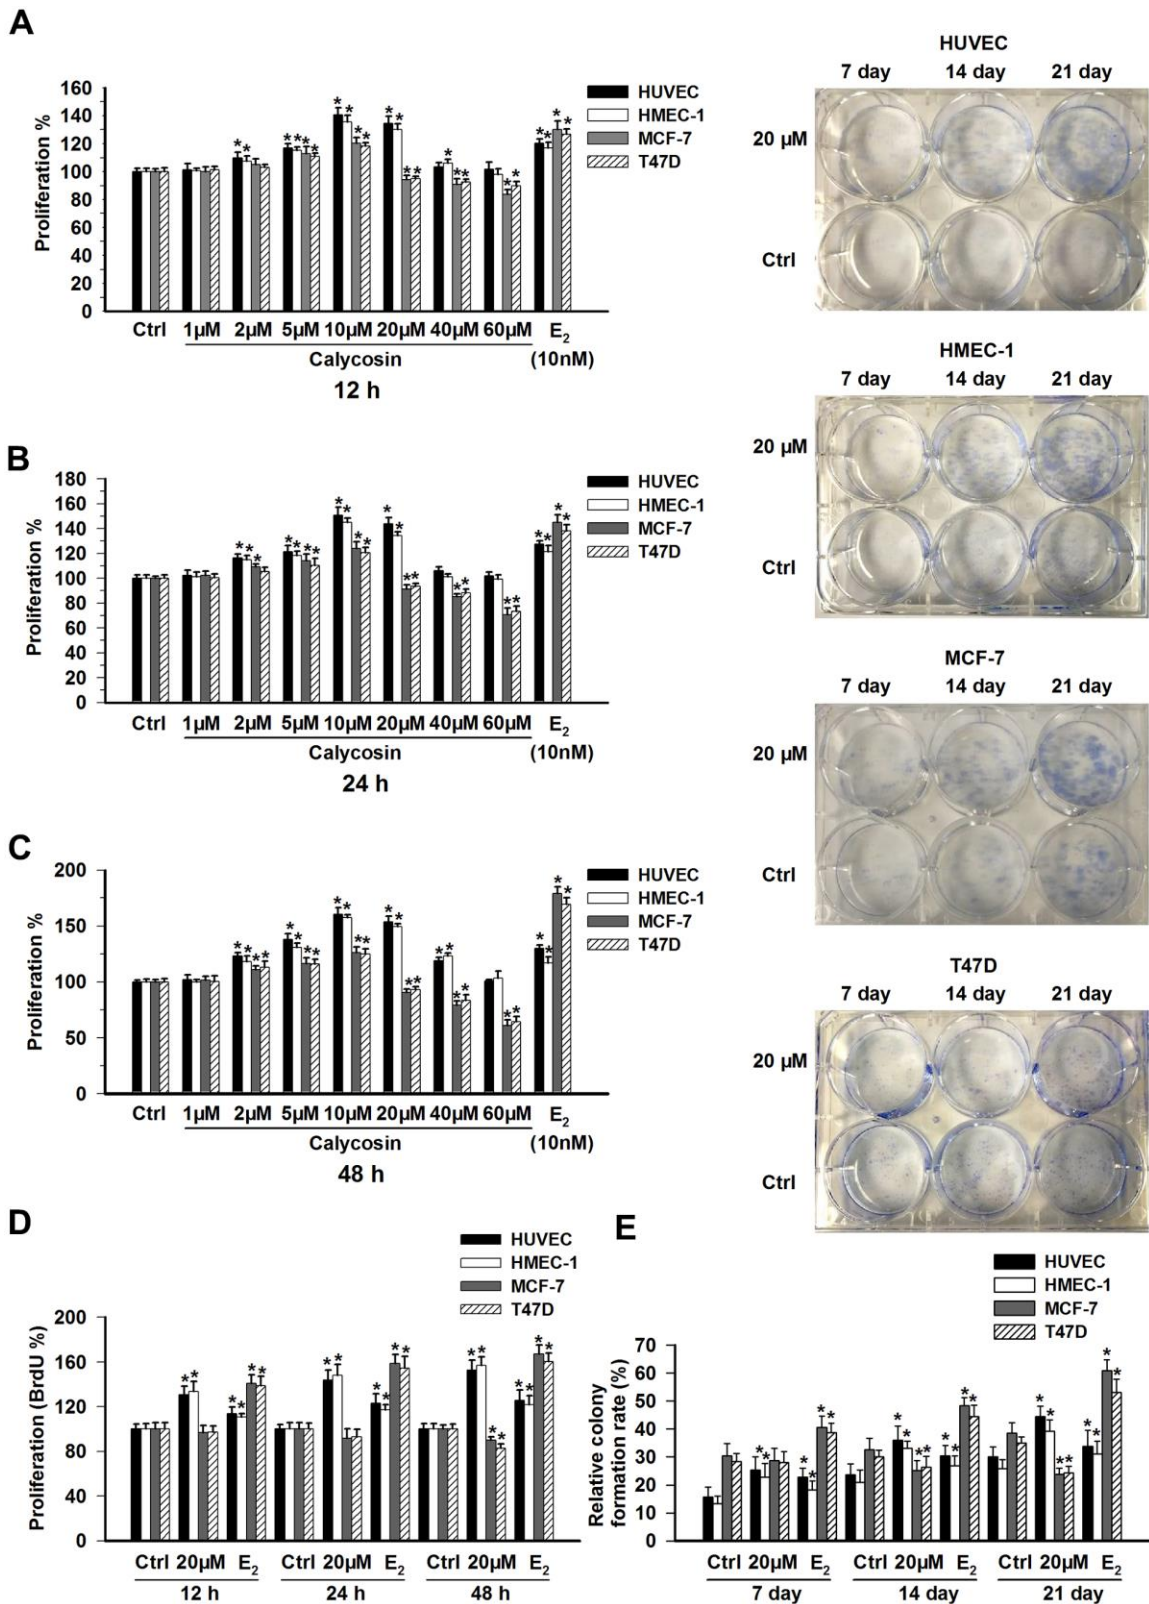 A
160
140
120
100
80
60
40
20
0
Proliferation %
HUVEC
HMEC-1
MCF-7
T47D
Ctrl 1µM 2µM 5µM 10µM 20µM 40µM 60µM E2
Calycosin (10nM)
12 h
B
180
160
140
120
100
80
60
40
20
0
Proliferation %
HUVEC
HMEC-1
MCF-7
T47D
Ctrl 1µM 2µM 5µM 10µM 20µM 40µM 60µM E2
Calycosin (10nM)
24 h
C
200
150
100
50
0
Proliferation %
HUVEC
HMEC-1
MCF-7
T47D
Ctrl 1µM 2µM 5µM 10µM 20µM 40µM 60µM E2
Calycosin (10nM)
48 h
HUVEC
7 day 14 day 21 day
20 µM
Ctrl
HMEC-1
7 day 14 day 21 day
20 µM
Ctrl
MCF-7
7 day 14 day 21 day
20 µM
Ctrl
T47D
7 day 14 day 21 day
20 µM
Ctrl
D
HUVEC
HMEC-1
MCF-7
T47D
200
160
120
80
40
0
Proliferation (BrdU %)
Ctrl 20µM E2 Ctrl 20µM E2 Ctrl 20µM E2
12 h 24 h 48 h
E
HUVEC
HMEC-1
MCF-7
T47D
70
60
50
40
30
20
10
0
Relative colony
formation rate (%)
Ctrl 20µM E2 Ctrl 20µM E2 Ctrl 20µM E2
7 day 14 day 21 day